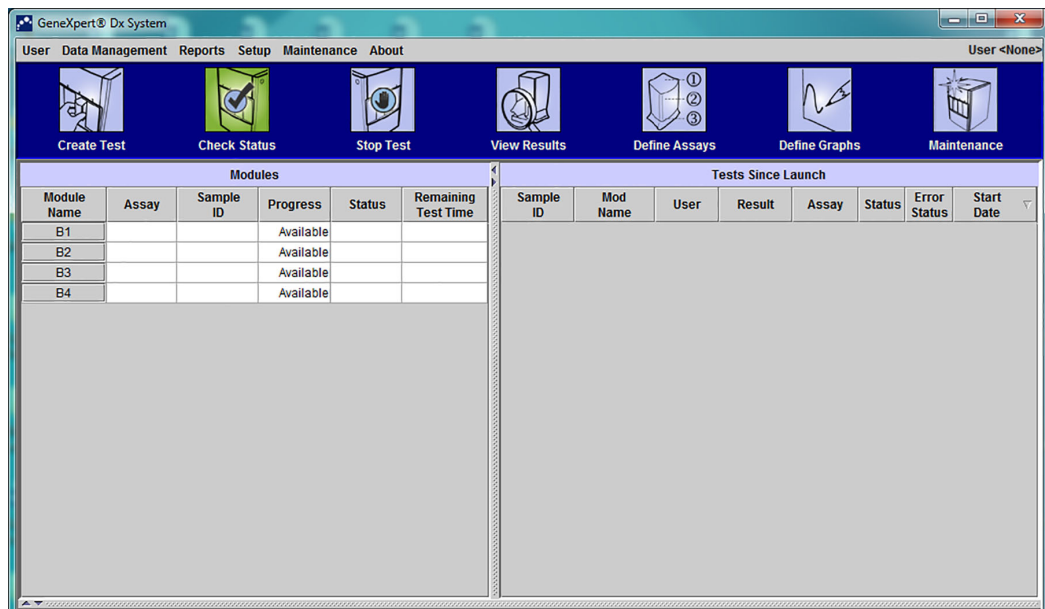 GeneXpert® Dx System
User Data Management Reports Setup Maintenance About User <None>
Create Test Check Status Stop Test View Results Define Assays Define Graphs Maintenance
Modules
Module Name Assay Sample ID Progress Status Remaining Test Time
B1 Available
B2 Available
B3 Available
B4 Available
Tests Since Launch
Sample ID Mod Name User Result Assay Status Error Status Start Date